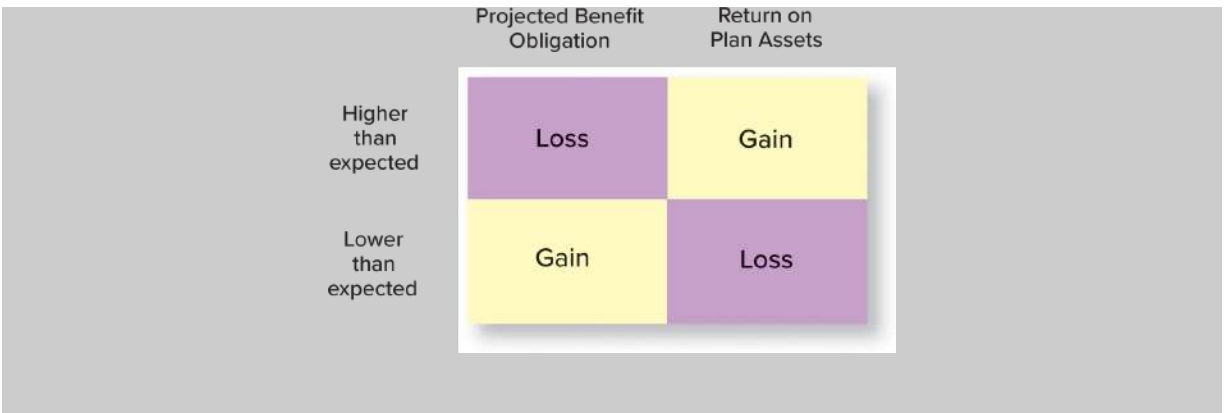 Projected Benefit
Obligation
Return on
Plan Assets
Higher
than
expected
Loss
Gain
Lower
than
expected
Gain
Loss